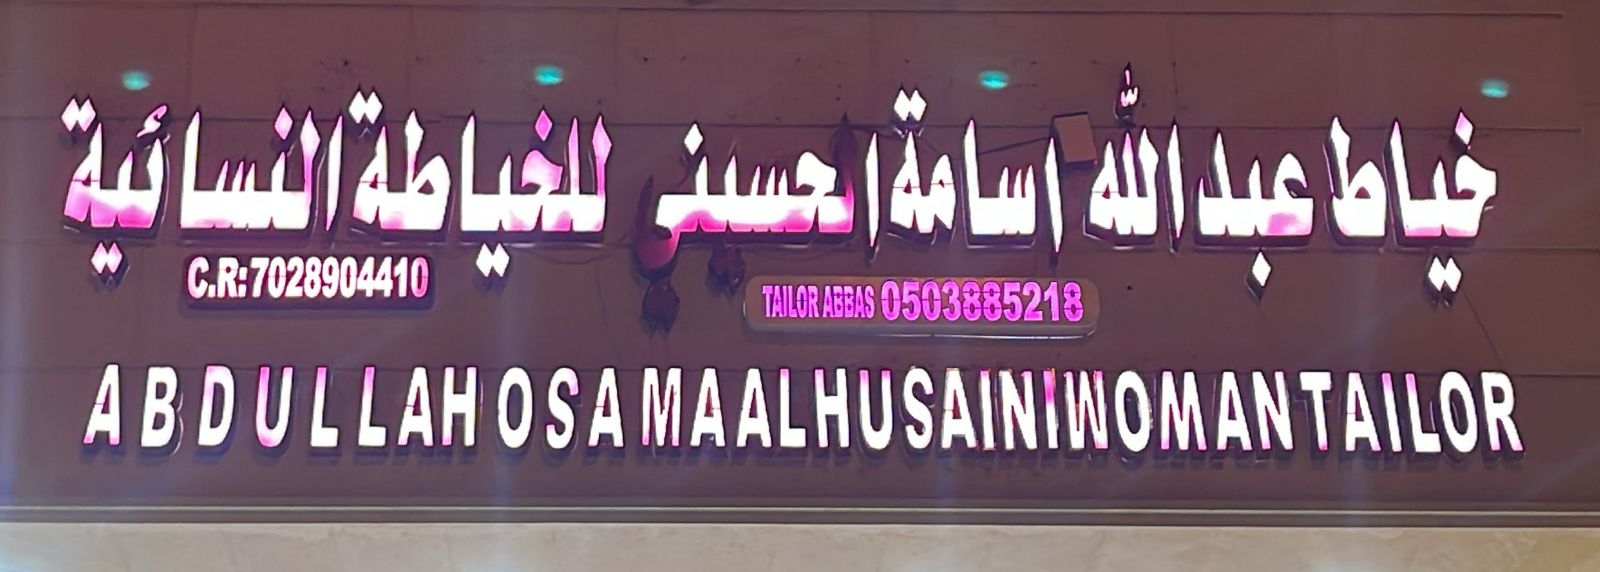 خياط عبدالله اسامة الحسيني للخياطة النسائية
C.R:7028904410
TAILOR ABBAS 0503885218
ABDULLAH OSAMA ALHUSAINI WOMAN TAILOR